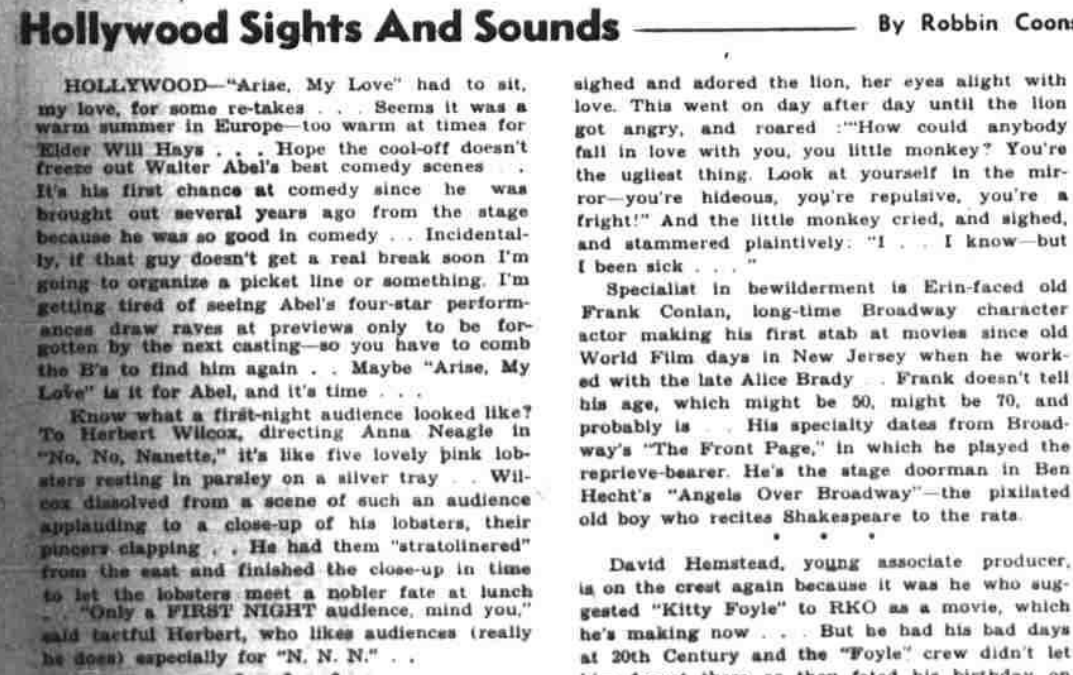 Hollywood Sights And Sounds
By Robbin Coons
HOLLYWOOD—"Arise, My Love" had to sit,
my love, for some re-takes . . . Seems it was a
warm summer in Europe—too warm at times for
Elder Will Hays . . . Hope the cool-off doesn't
freeze out Walter Abel's best comedy scenes . .
It's his first chance at comedy since he was
brought out several years ago from the stage
because he was so good in comedy . . Incidental-
ly, if that guy doesn't get a real break soon I'm
going to organize a picket line or something. I'm
getting tired of seeing Abel's four-star perform-
ances draw raves at previews only to be for-
gotten by the next casting—so you have to comb
the B's to find him again . . Maybe "Arise, My
Love" is it for Abel, and it's time . . .
Know what a first-night audience looked like?
To Herbert Wilcox, directing Anna Neagle in
"No, No, Nanette," it's like five lovely pink lob-
sters resting in parsley on a silver tray . . Wil-
cox dissolved from a scene of such an audience
applauding to a close-up of his lobsters, their
pincers clapping . . He had them "stratolinered"
from the east and finished the close-up in time
to let the lobsters meet a nobler fate at lunch
. . "Only a FIRST NIGHT audience, mind you,"
said tactful Herbert, who likes audiences (really
he does) especially for "N. N. N." . .
sighed and adored the lion, her eyes alight with
love. This went on day after day until the lion
got angry, and roared :"'How could anybody
fall in love with you, you little monkey? You're
the ugliest thing. Look at yourself in the mir-
ror—you're hideous, you're repulsive, you're a
fright!" And the little monkey cried, and sighed,
and stammered plaintively: "I . . I know—but
I been sick . . . "
Specialist in bewilderment is Erin-faced old
Frank Conlan, long-time Broadway character
actor making his first stab at movies since old
World Film days in New Jersey when he work-
ed with the late Alice Brady . . Frank doesn't tell
his age, which might be 50, might be 70, and
probably is . . His specialty dates from Broad-
way's "The Front Page," in which he played the
reprieve-bearer. He's the stage doorman in Ben
Hecht's "Angels Over Broadway"—the pixilated
old boy who recites Shakespeare to the rats.
• • •
David Hemstead, young associate producer,
is on the crest again because it was he who sug-
gested "Kitty Foyle" to RKO as a movie, which
he's making now . . . But he had his bad days
at 20th Century and the "Foyle" crew didn't let